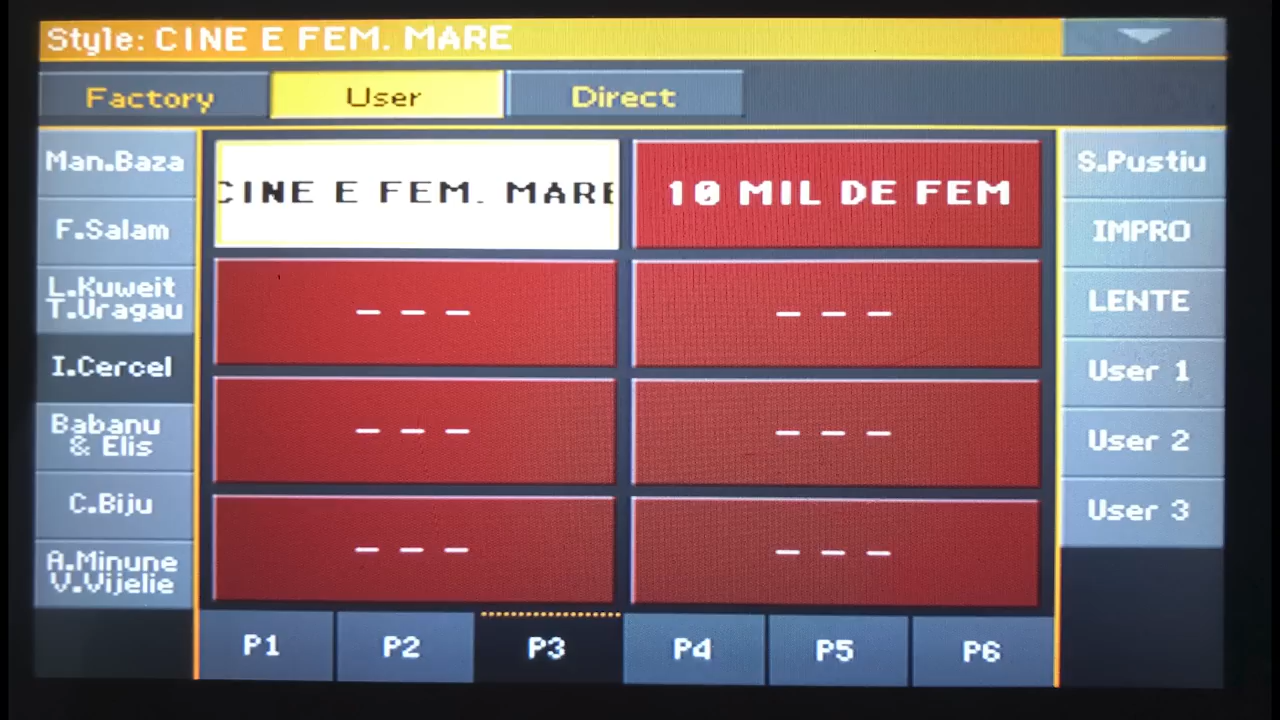 Style: CINE E FEM. MARE
Factory
User
Direct
Man.Baza
F.Salam
L.Kuweit
T.Uragau
I.Cercel
Babanu
& Elis
C.Biju
A.Minune
V.Vijelie
CINE E FEM. MARE
10 MIL DE FEM
- - -
- - -
- - -
- - -
- - -
- - -
S.Pustiu
IMPRO
LENTE
User 1
User 2
User 3
P1
P2
P3
P4
P5
P6